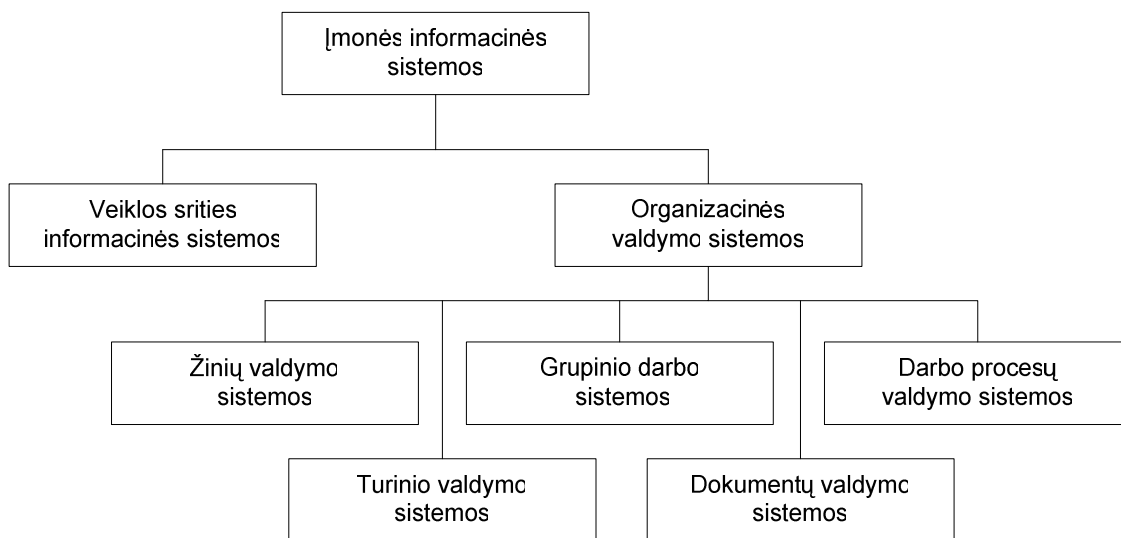 Įmonės informacinės
sistemos
Veiklos srities
informacinės sistemos
Organizacinės
valdymo sistemos
Žinių valdymo
sistemos
Grupinio darbo
sistemos
Darbo procesų
valdymo sistemos
Turinio valdymo
sistemos
Dokumentų valdymo
sistemos